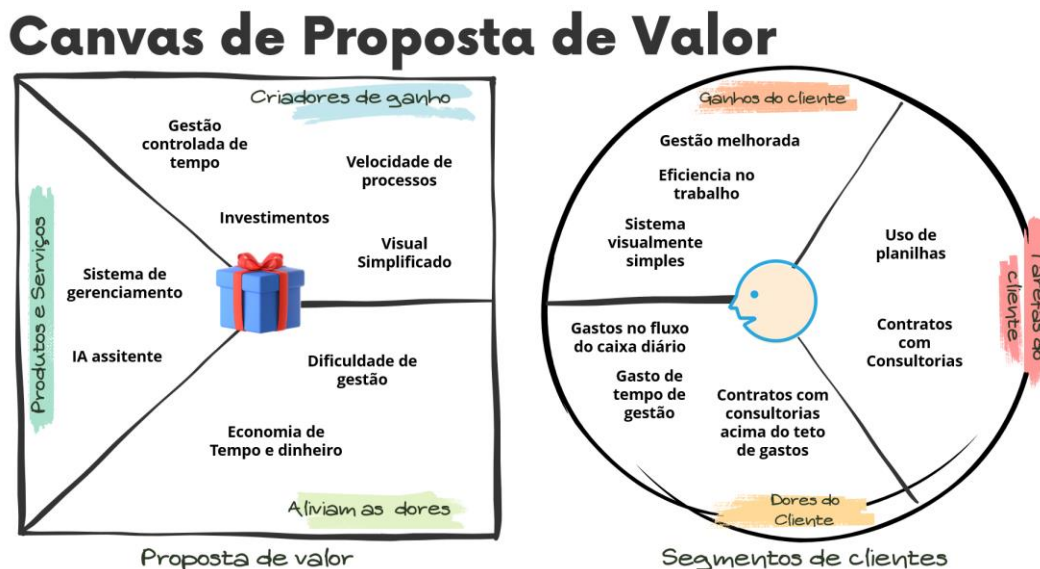 Canvas de Proposta de Valor
Criadores de ganho
Gestão
controlada de
tempo
Velocidade de
processos
Investimentos
Visual
Simplificado
Produtos e Serviços
Sistema de
gerenciamento
IA assitente
Dificuldade de
gestão
Economia de
Tempo e dinheiro
Aliviam as dores
Proposta de valor
Ganhos do cliente
Gestão melhorada
Eficiencia no
trabalho
Sistema
visualmente
simples
Uso de
planilhas
Contratos
com
Consultorias
Tarefas do
cliente
Gastos no fluxo
do caixa diário
Gasto de
tempo de
gestão
Contratos com
consultorias
acima do teto
de gastos
Dores do
Cliente
Segmentos de clientes